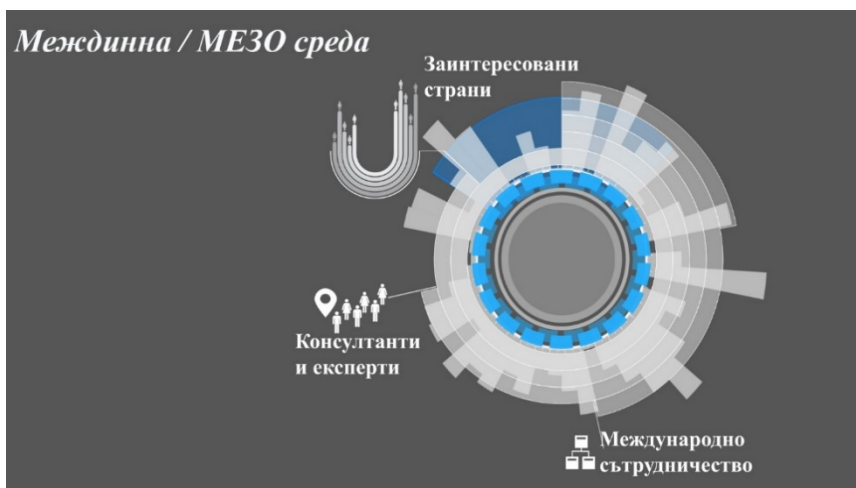 Междинна / МЕЗО среда
Заинтересовани
страни
Консултанти
и експерти
Международно
сътрудничество